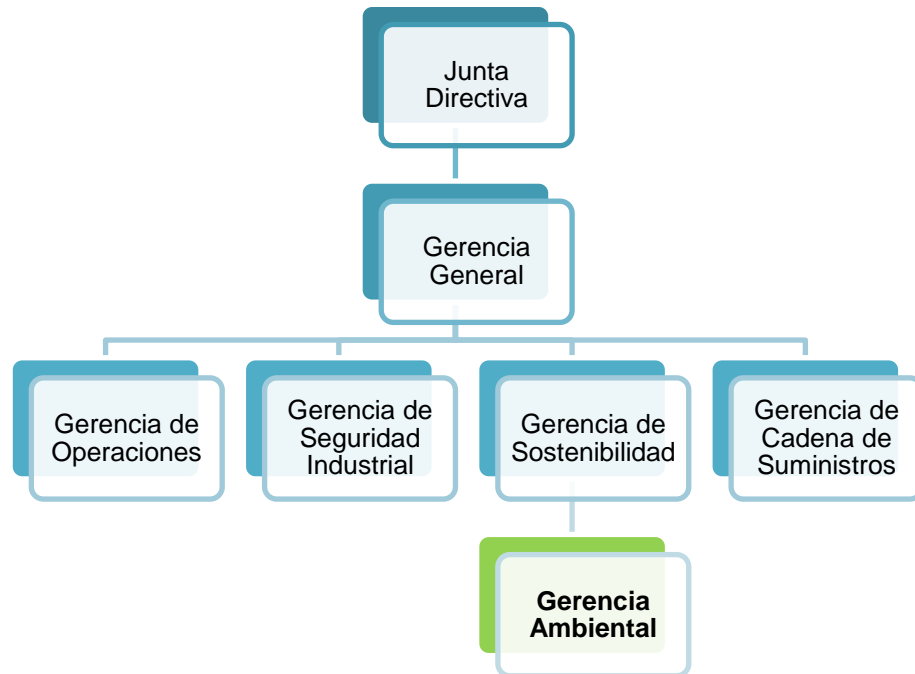 Junta
Directiva
Gerencia
General
Gerencia de
Operaciones
Gerencia de
Seguridad
Industrial
Gerencia de
Sostenibilidad
Gerencia de
Cadena de
Suministros
Gerencia
Ambiental